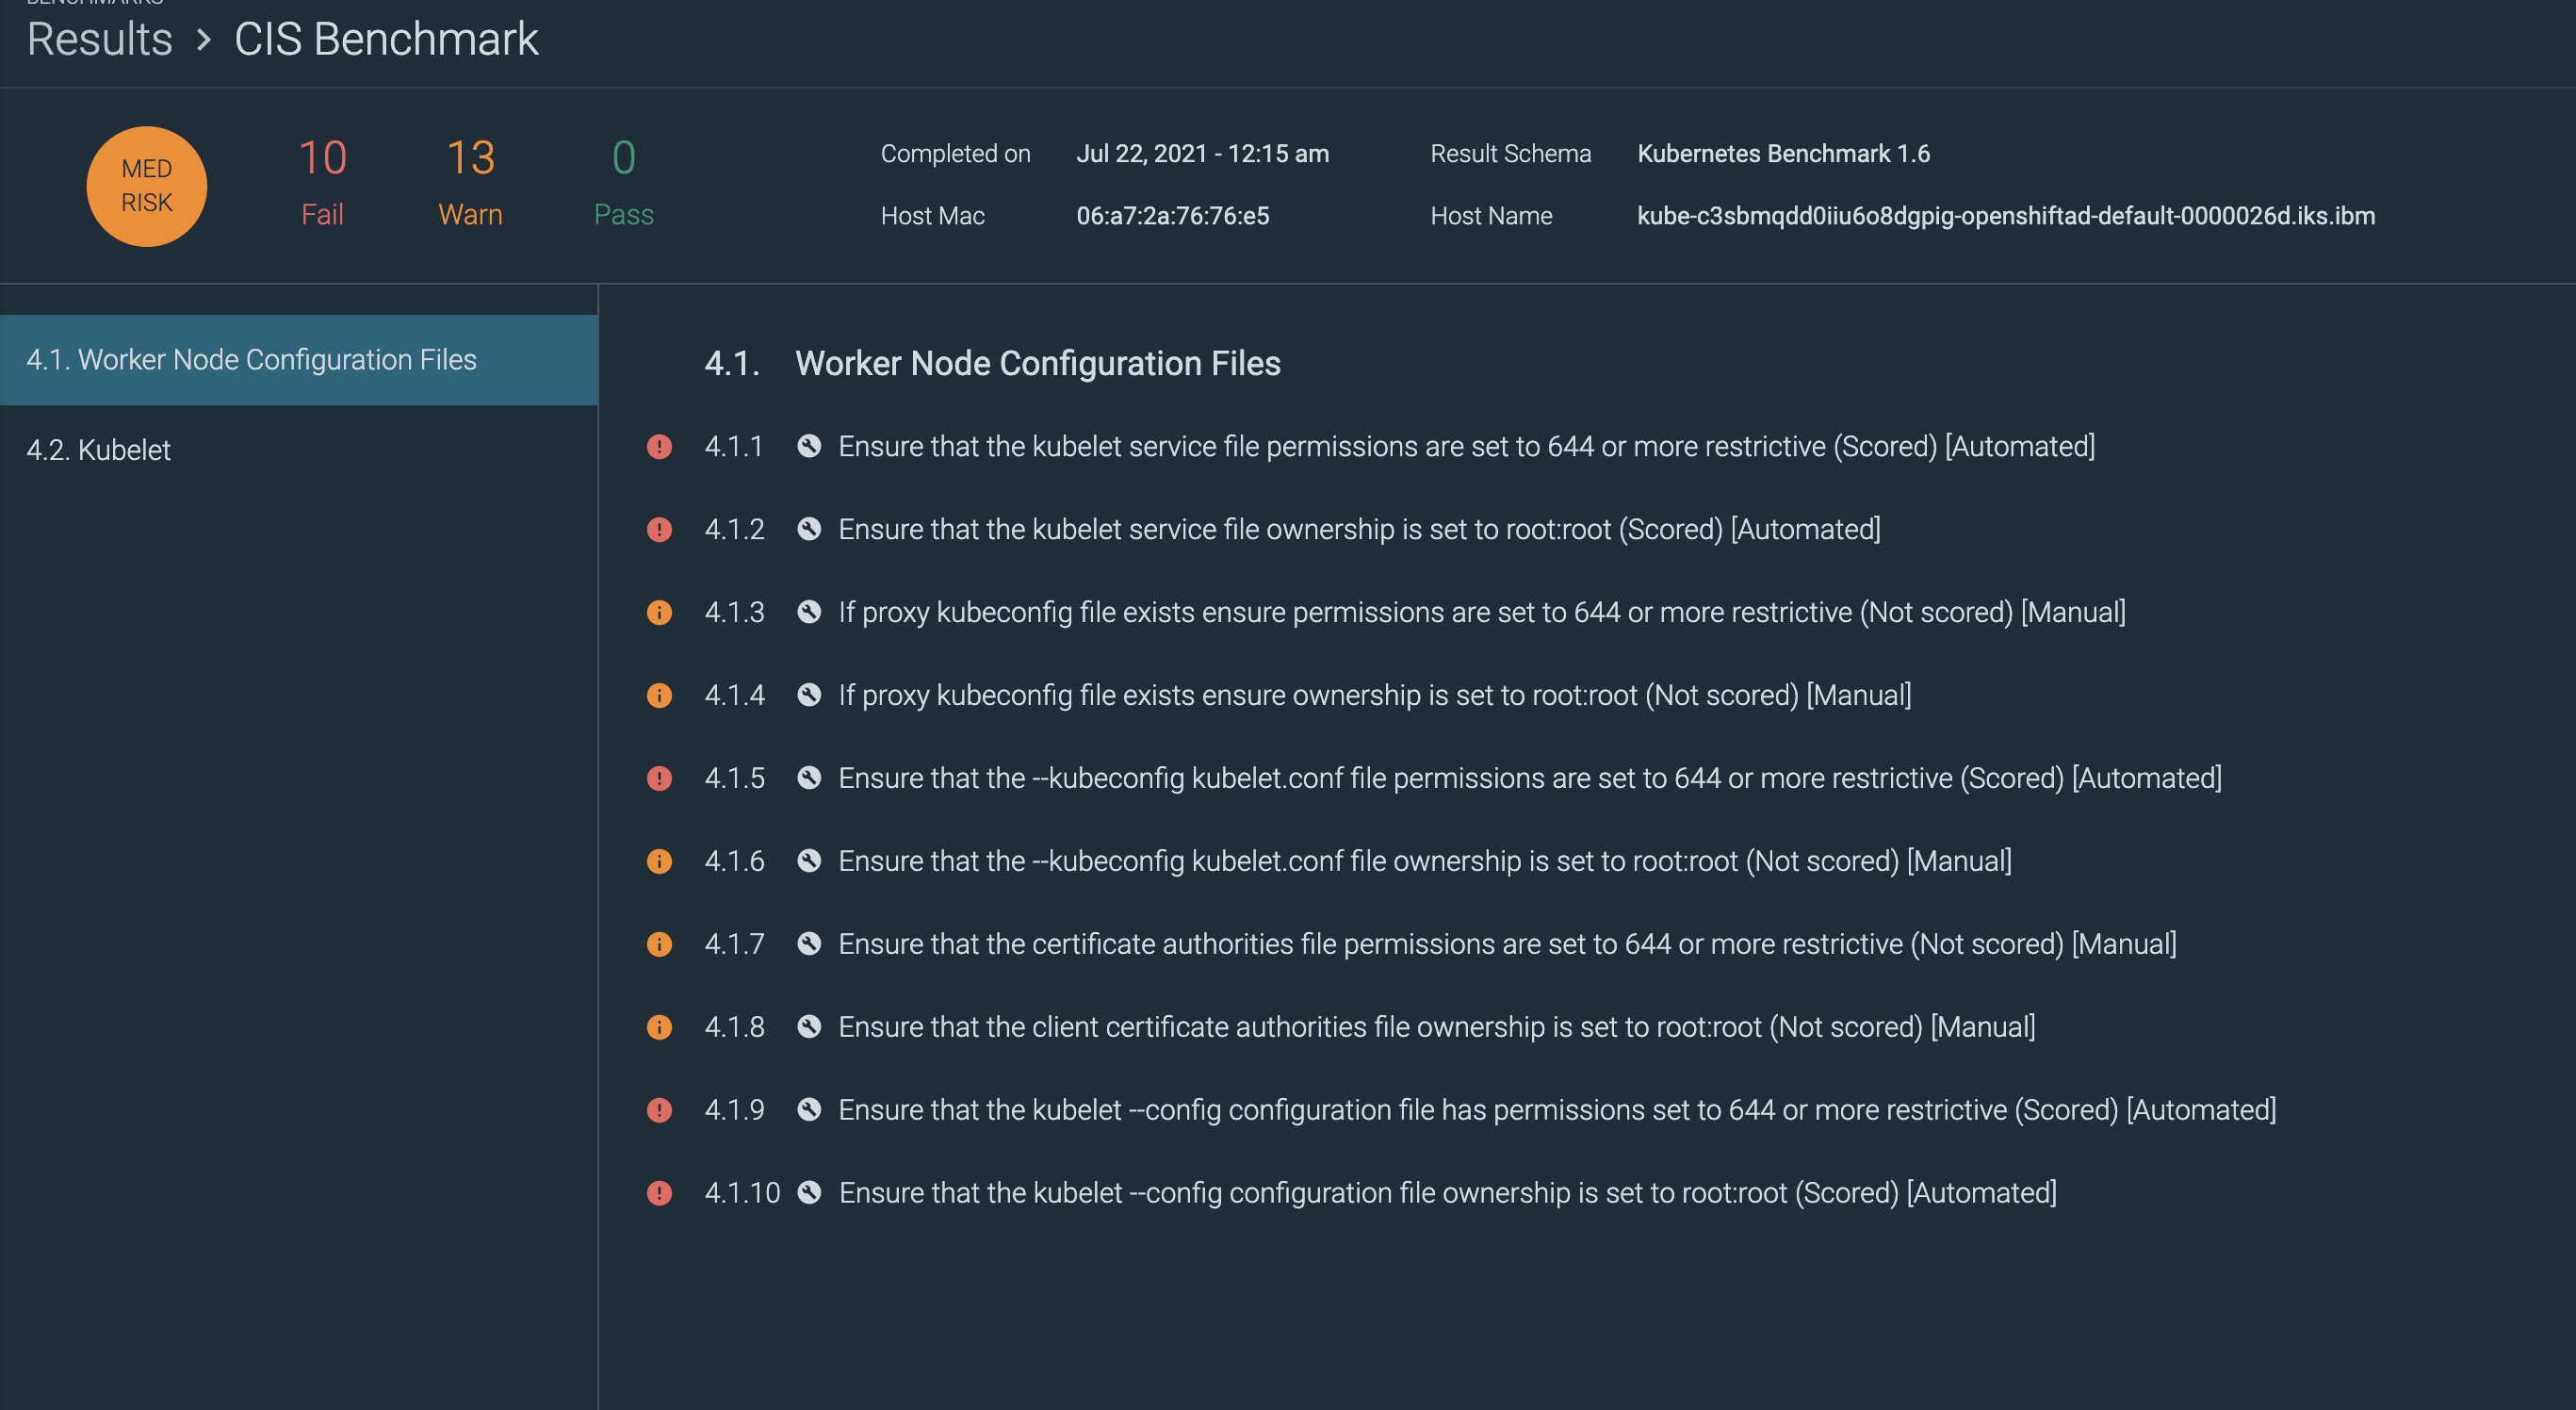 BENCHMARKS
Results > CIS Benchmark
MED RISK
10 Fail
13 Warn
0 Pass
Completed on Jul 22, 2021 - 12:15 am
Result Schema Kubernetes Benchmark 1.6
Host Mac 06:a7:2a:76:76:e5
Host Name kube-c3sbmqdd0iiu6o8dgpig-openshiftad-default-0000026d.iks.ibm
4.1. Worker Node Configuration Files
4.2. Kubelet
4.1. Worker Node Configuration Files
4.1.1 Ensure that the kubelet service file permissions are set to 644 or more restrictive (Scored) [Automated]
4.1.2 Ensure that the kubelet service file ownership is set to root:root (Scored) [Automated]
4.1.3 If proxy kubeconfig file exists ensure permissions are set to 644 or more restrictive (Not scored) [Manual]
4.1.4 If proxy kubeconfig file exists ensure ownership is set to root:root (Not scored) [Manual]
4.1.5 Ensure that the --kubeconfig kubelet.conf file permissions are set to 644 or more restrictive (Scored) [Automated]
4.1.6 Ensure that the --kubeconfig kubelet.conf file ownership is set to root:root (Not scored) [Manual]
4.1.7 Ensure that the certificate authorities file permissions are set to 644 or more restrictive (Not scored) [Manual]
4.1.8 Ensure that the client certificate authorities file ownership is set to root:root (Not scored) [Manual]
4.1.9 Ensure that the kubelet --config configuration file has permissions set to 644 or more restrictive (Scored) [Automated]
4.1.10 Ensure that the kubelet --config configuration file ownership is set to root:root (Scored) [Automated]